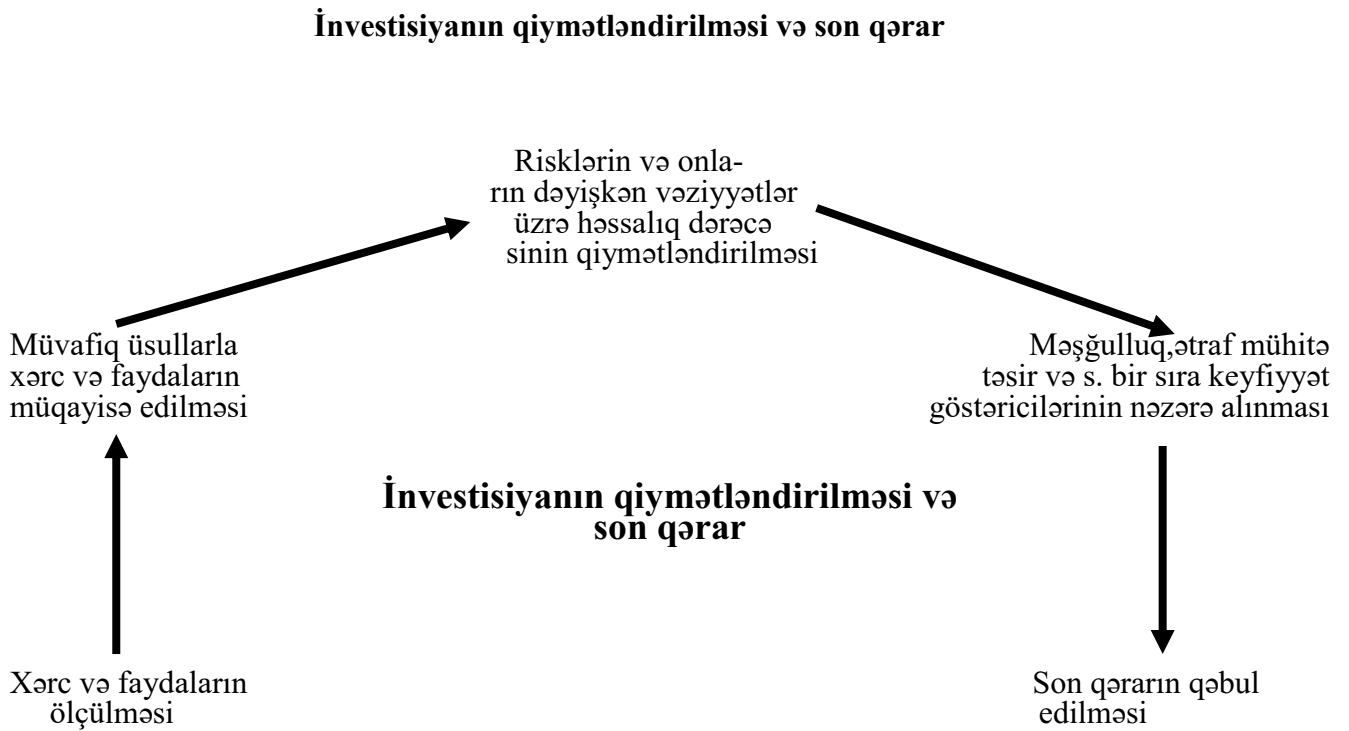 İnvestisiyanın qiymətləndirilməsi və son qərar
Risklərin və onla-
rın dəyişkən vəziyyətlər
üzrə həssalıq dərəcə
sinin qiymətləndirilməsi
Müvafiq üsullarla
xərc və faydaların
müqayisə edilməsi
Məşğulluq,ətraf mühitə
təsir və s. bir sıra keyfiyyət
göstəricilərinin nəzərə alınması
İnvestisiyanın qiymətləndirilməsi və
son qərar
Xərc və faydaların
ölçülməsi
Son qərarın qəbul
edilməsi